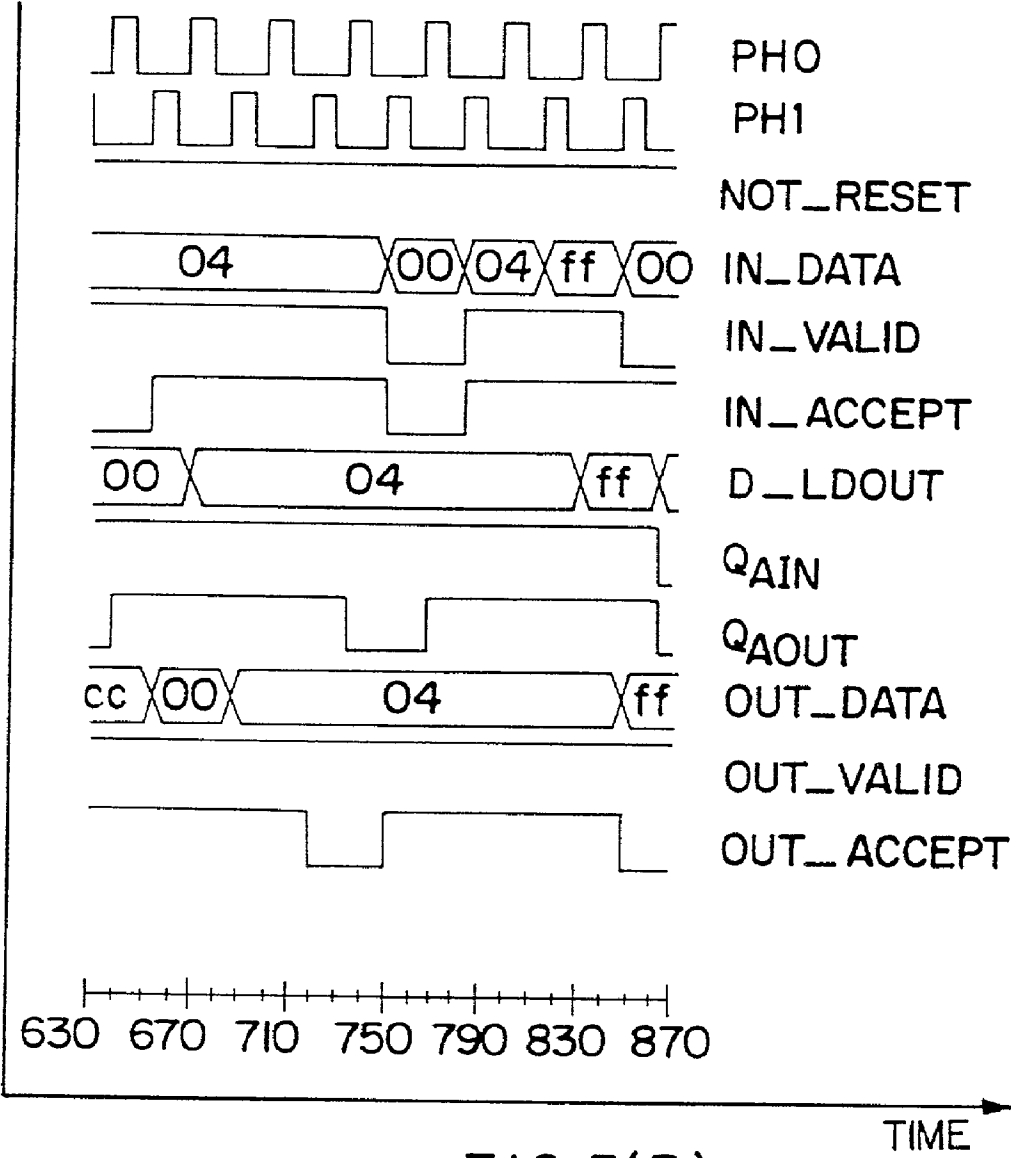 PH0
PH1
NOT_RESET
04 00 04 ff 00 IN_DATA
IN_VALID
IN_ACCEPT
00 04 ff D_LDOUT
QAIN
QAOUT
cc 00 04 ff OUT_DATA
OUT_VALID
OUT_ACCEPT
630 670 710 750 790 830 870
TIME